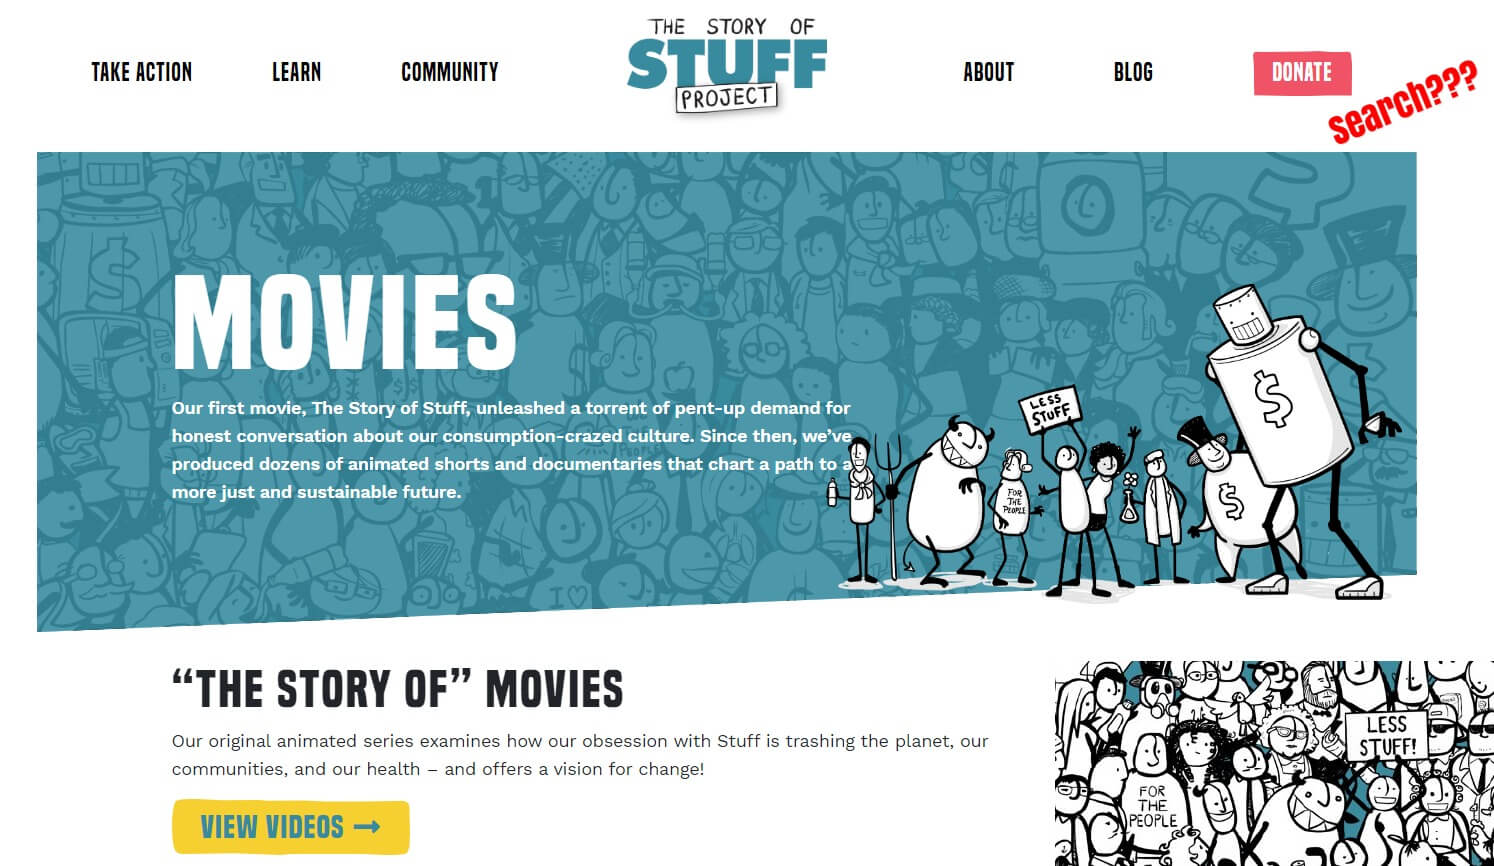 THE STORY OF
STUFF
PROJECT
TAKE ACTION
LEARN
COMMUNITY
ABOUT
BLOG
DONATE
search???
MOVIES
Our first movie, The Story of Stuff, unleashed a torrent of pent-up demand for
honest conversation about our consumption-crazed culture. Since then, we’ve
produced dozens of animated shorts and documentaries that chart a path to a
more just and sustainable future.
LESS
STUFF
FOR
THE
PEOPLE
$
$
“THE STORY OF” MOVIES
Our original animated series examines how our obsession with Stuff is trashing the planet, our
communities, and our health – and offers a vision for change!
VIEW VIDEOS
LESS
STUFF!
FOR
THE
PEOPLE